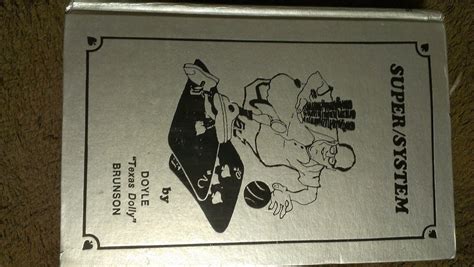 SUPER/SYSTEM
by
DOYLE
"Texas Dolly"
BRUNSON